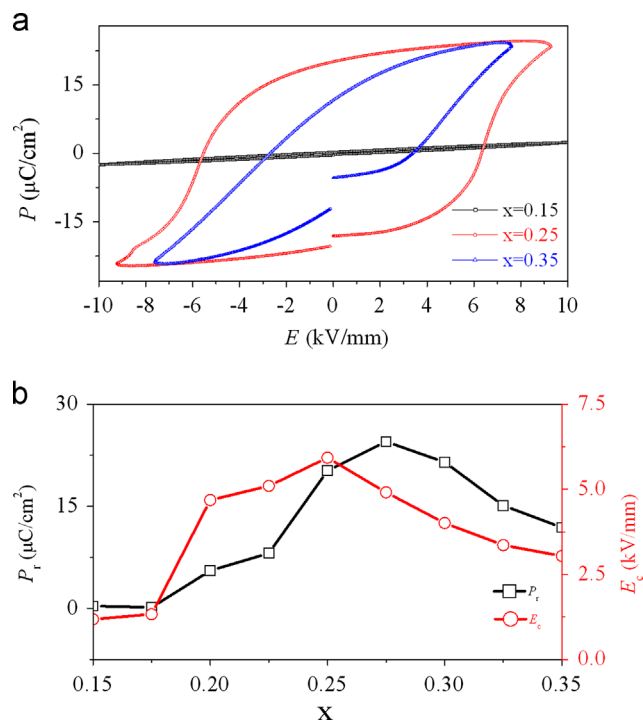 a
15
0
-15
P (μC/cm²)
x=0.15
x=0.25
x=0.35
-10 -8 -6 -4 -2 0 2 4 6 8 10
E (kV/mm)
b
30
15
0
Pᵣ (μC/cm²)
7.5
5.0
2.5
0.0
E_c (kV/mm)
Pᵣ
E_c
0.15 0.20 0.25 0.30 0.35
x